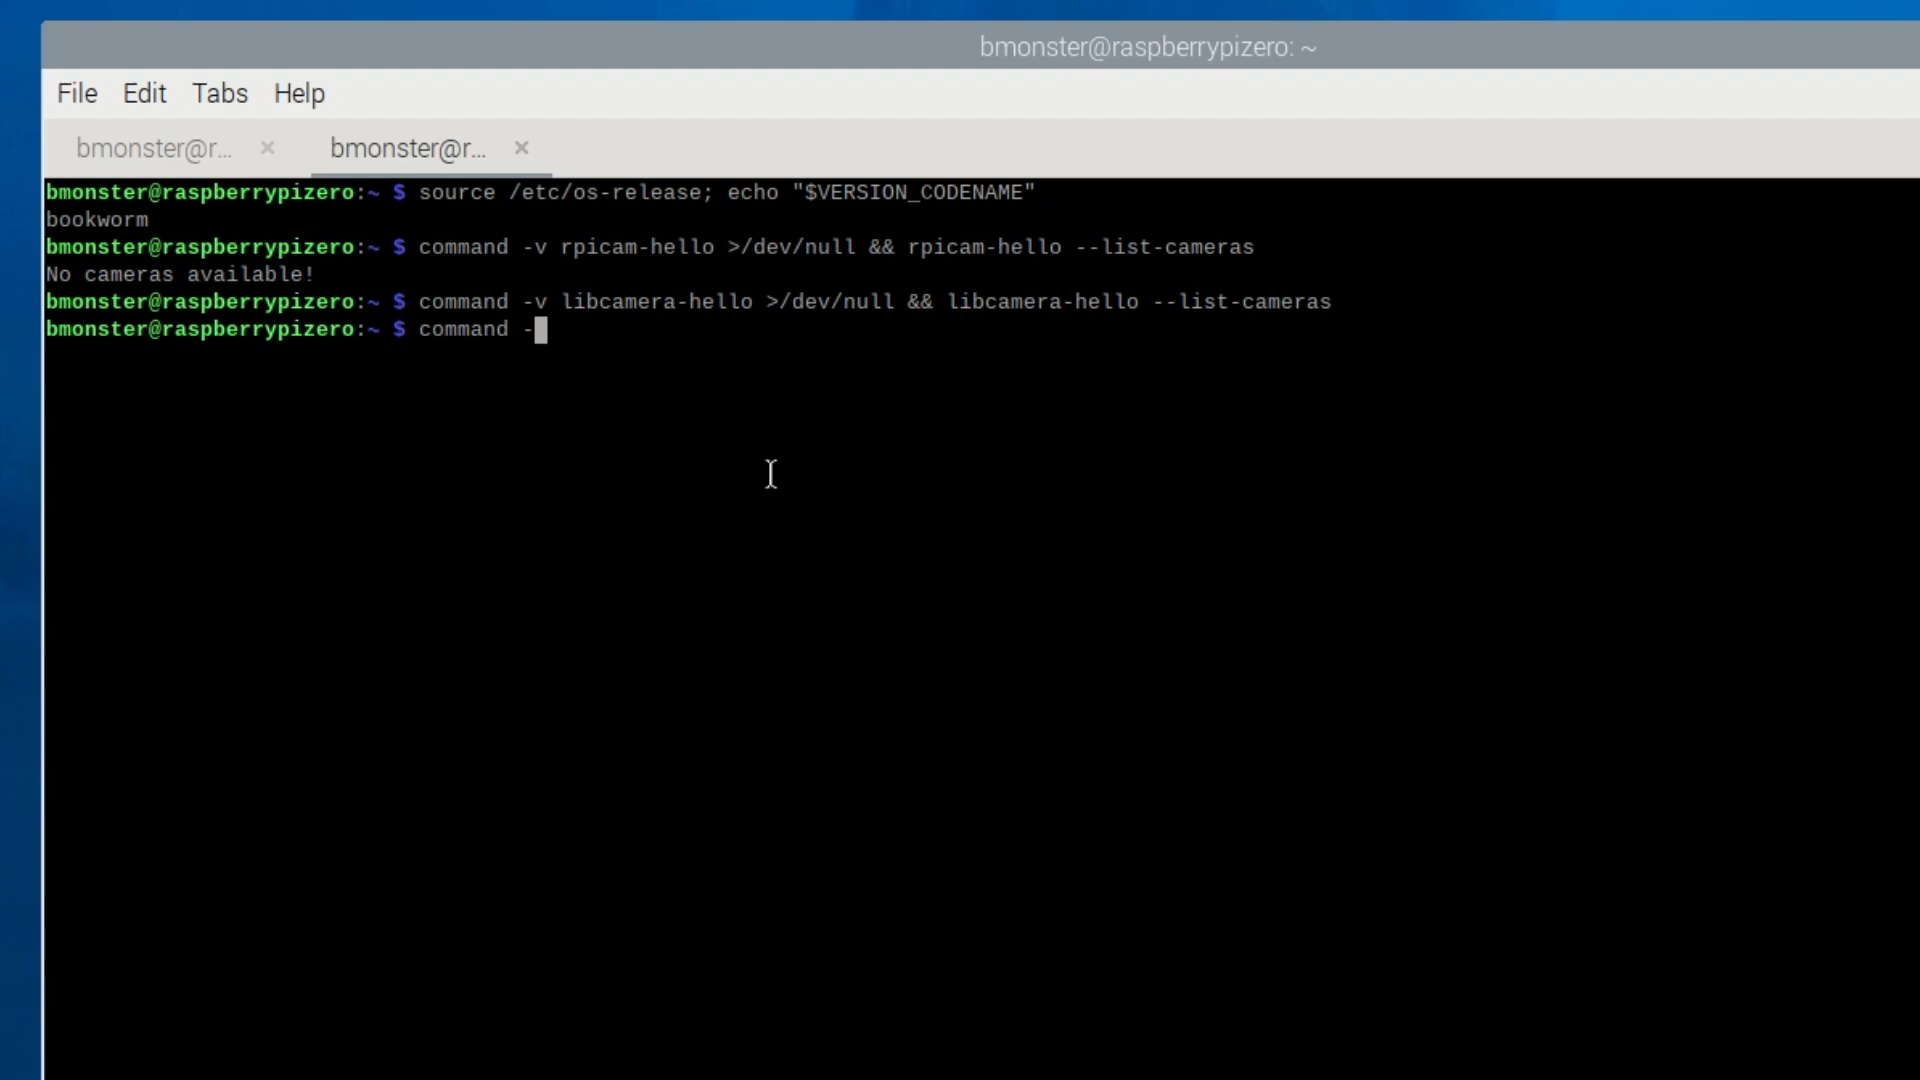 bmonster@raspberrypizero: ~
File Edit Tabs Help
bmonster@r... × bmonster@r... ×
bmonster@raspberrypizero:~ $ source /etc/os-release; echo "$VERSION_CODENAME"
bookworm
bmonster@raspberrypizero:~ $ command -v rpicam-hello >/dev/null && rpicam-hello --list-cameras
No cameras available!
bmonster@raspberrypizero:~ $ command -v libcamera-hello >/dev/null && libcamera-hello --list-cameras
bmonster@raspberrypizero:~ $ command -